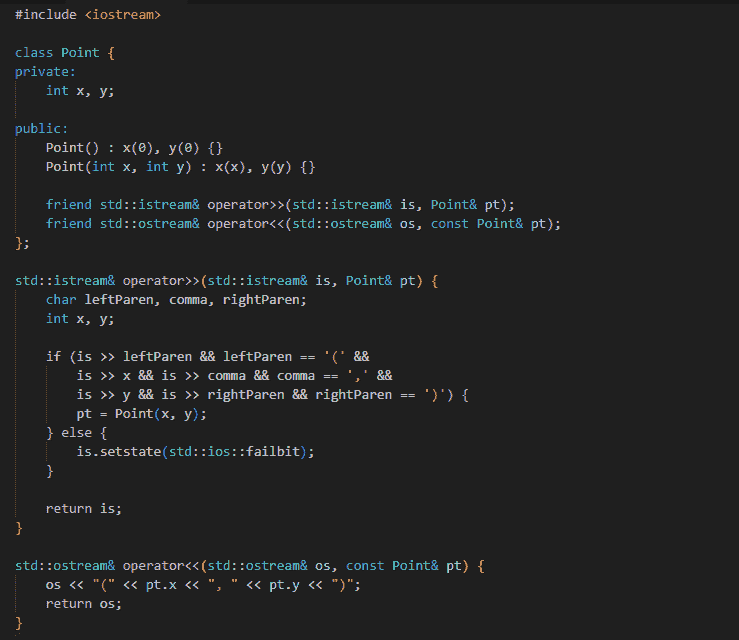 #include <iostream>
class Point {
private:
    int x, y;
public:
    Point() : x(0), y(0) {}
    Point(int x, int y) : x(x), y(y) {}
    friend std::istream& operator>>(std::istream& is, Point& pt);
    friend std::ostream& operator<<(std::ostream& os, const Point& pt);
};
std::istream& operator>>(std::istream& is, Point& pt) {
    char leftParen, comma, rightParen;
    int x, y;
    if (is >> leftParen && leftParen == '(' &&
        is >> x && is >> comma && comma == ',' &&
        is >> y && is >> rightParen && rightParen == ')') {
        pt = Point(x, y);
    } else {
        is.setstate(std::ios::failbit);
    }
    return is;
}
std::ostream& operator<<(std::ostream& os, const Point& pt) {
    os << "(" << pt.x << ", " << pt.y << ")";
    return os;
}